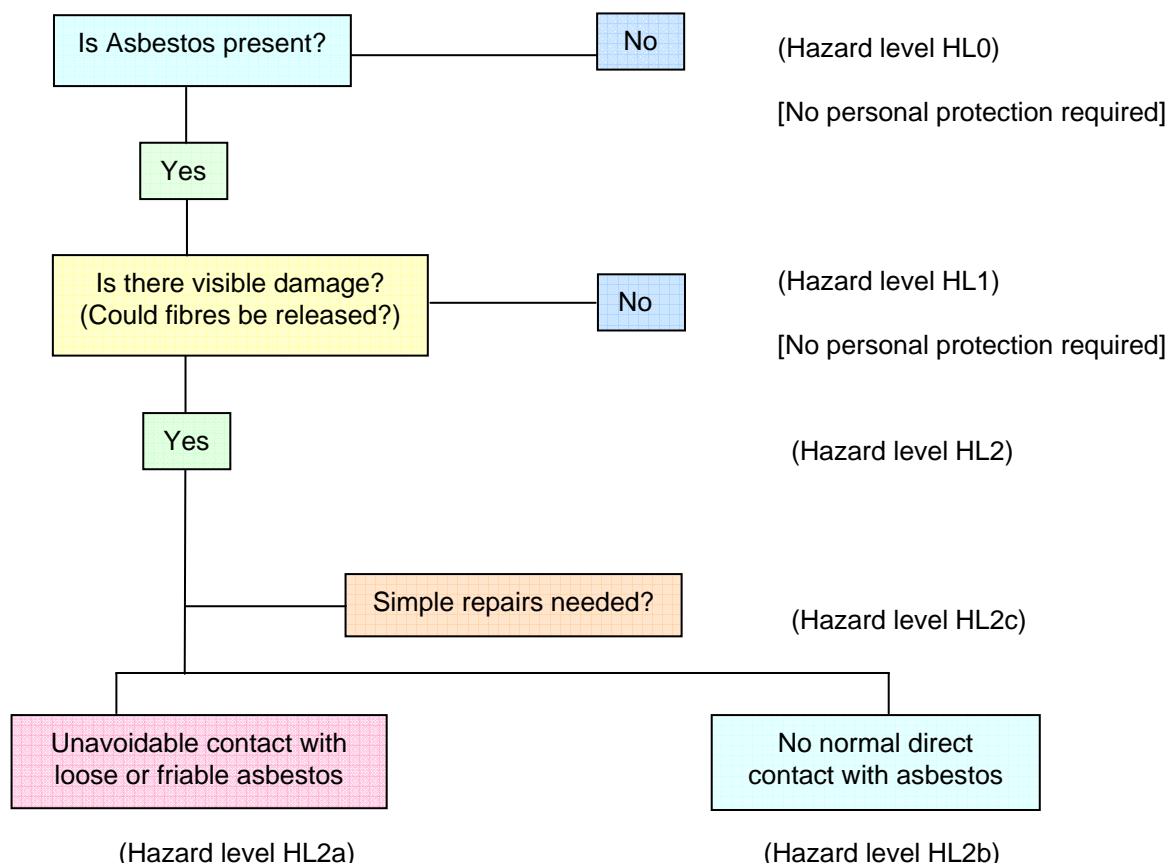 Is Asbestos present?
No
(Hazard level HL0)
[No personal protection required]
Yes
Is there visible damage?
(Could fibres be released?)
No
(Hazard level HL1)
[No personal protection required]
Yes
(Hazard level HL2)
Simple repairs needed?
(Hazard level HL2c)
Unavoidable contact with
loose or friable asbestos
(Hazard level HL2a)
No normal direct
contact with asbestos
(Hazard level HL2b)